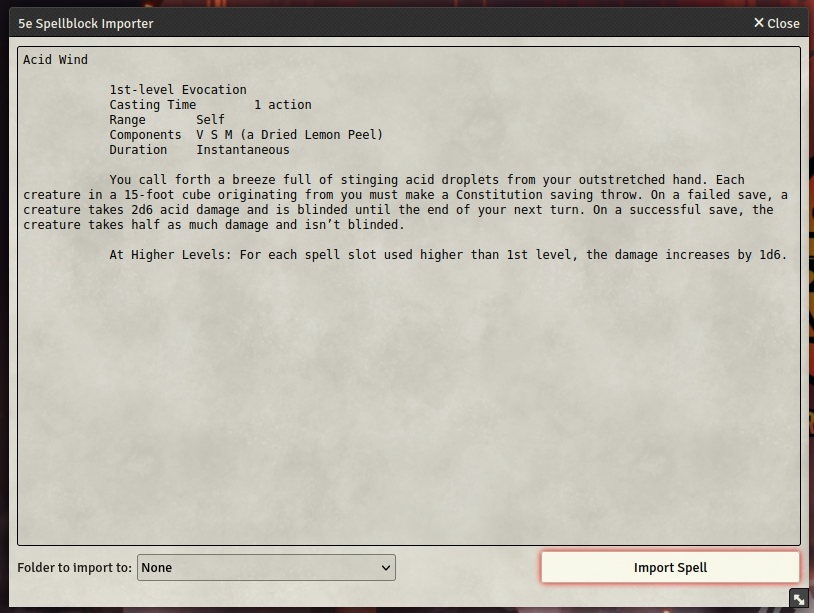 5e Spellblock Importer
Close
Acid Wind
1st-level Evocation
Casting Time 1 action
Range Self
Components V S M (a Dried Lemon Peel)
Duration Instantaneous
You call forth a breeze full of stinging acid droplets from your outstretched hand. Each
creature in a 15-foot cube originating from you must make a Constitution saving throw. On a failed save, a
creature takes 2d6 acid damage and is blinded until the end of your next turn. On a successful save, the
creature takes half as much damage and isn’t blinded.
At Higher Levels: For each spell slot used higher than 1st level, the damage increases by 1d6.
Folder to import to: None
Import Spell